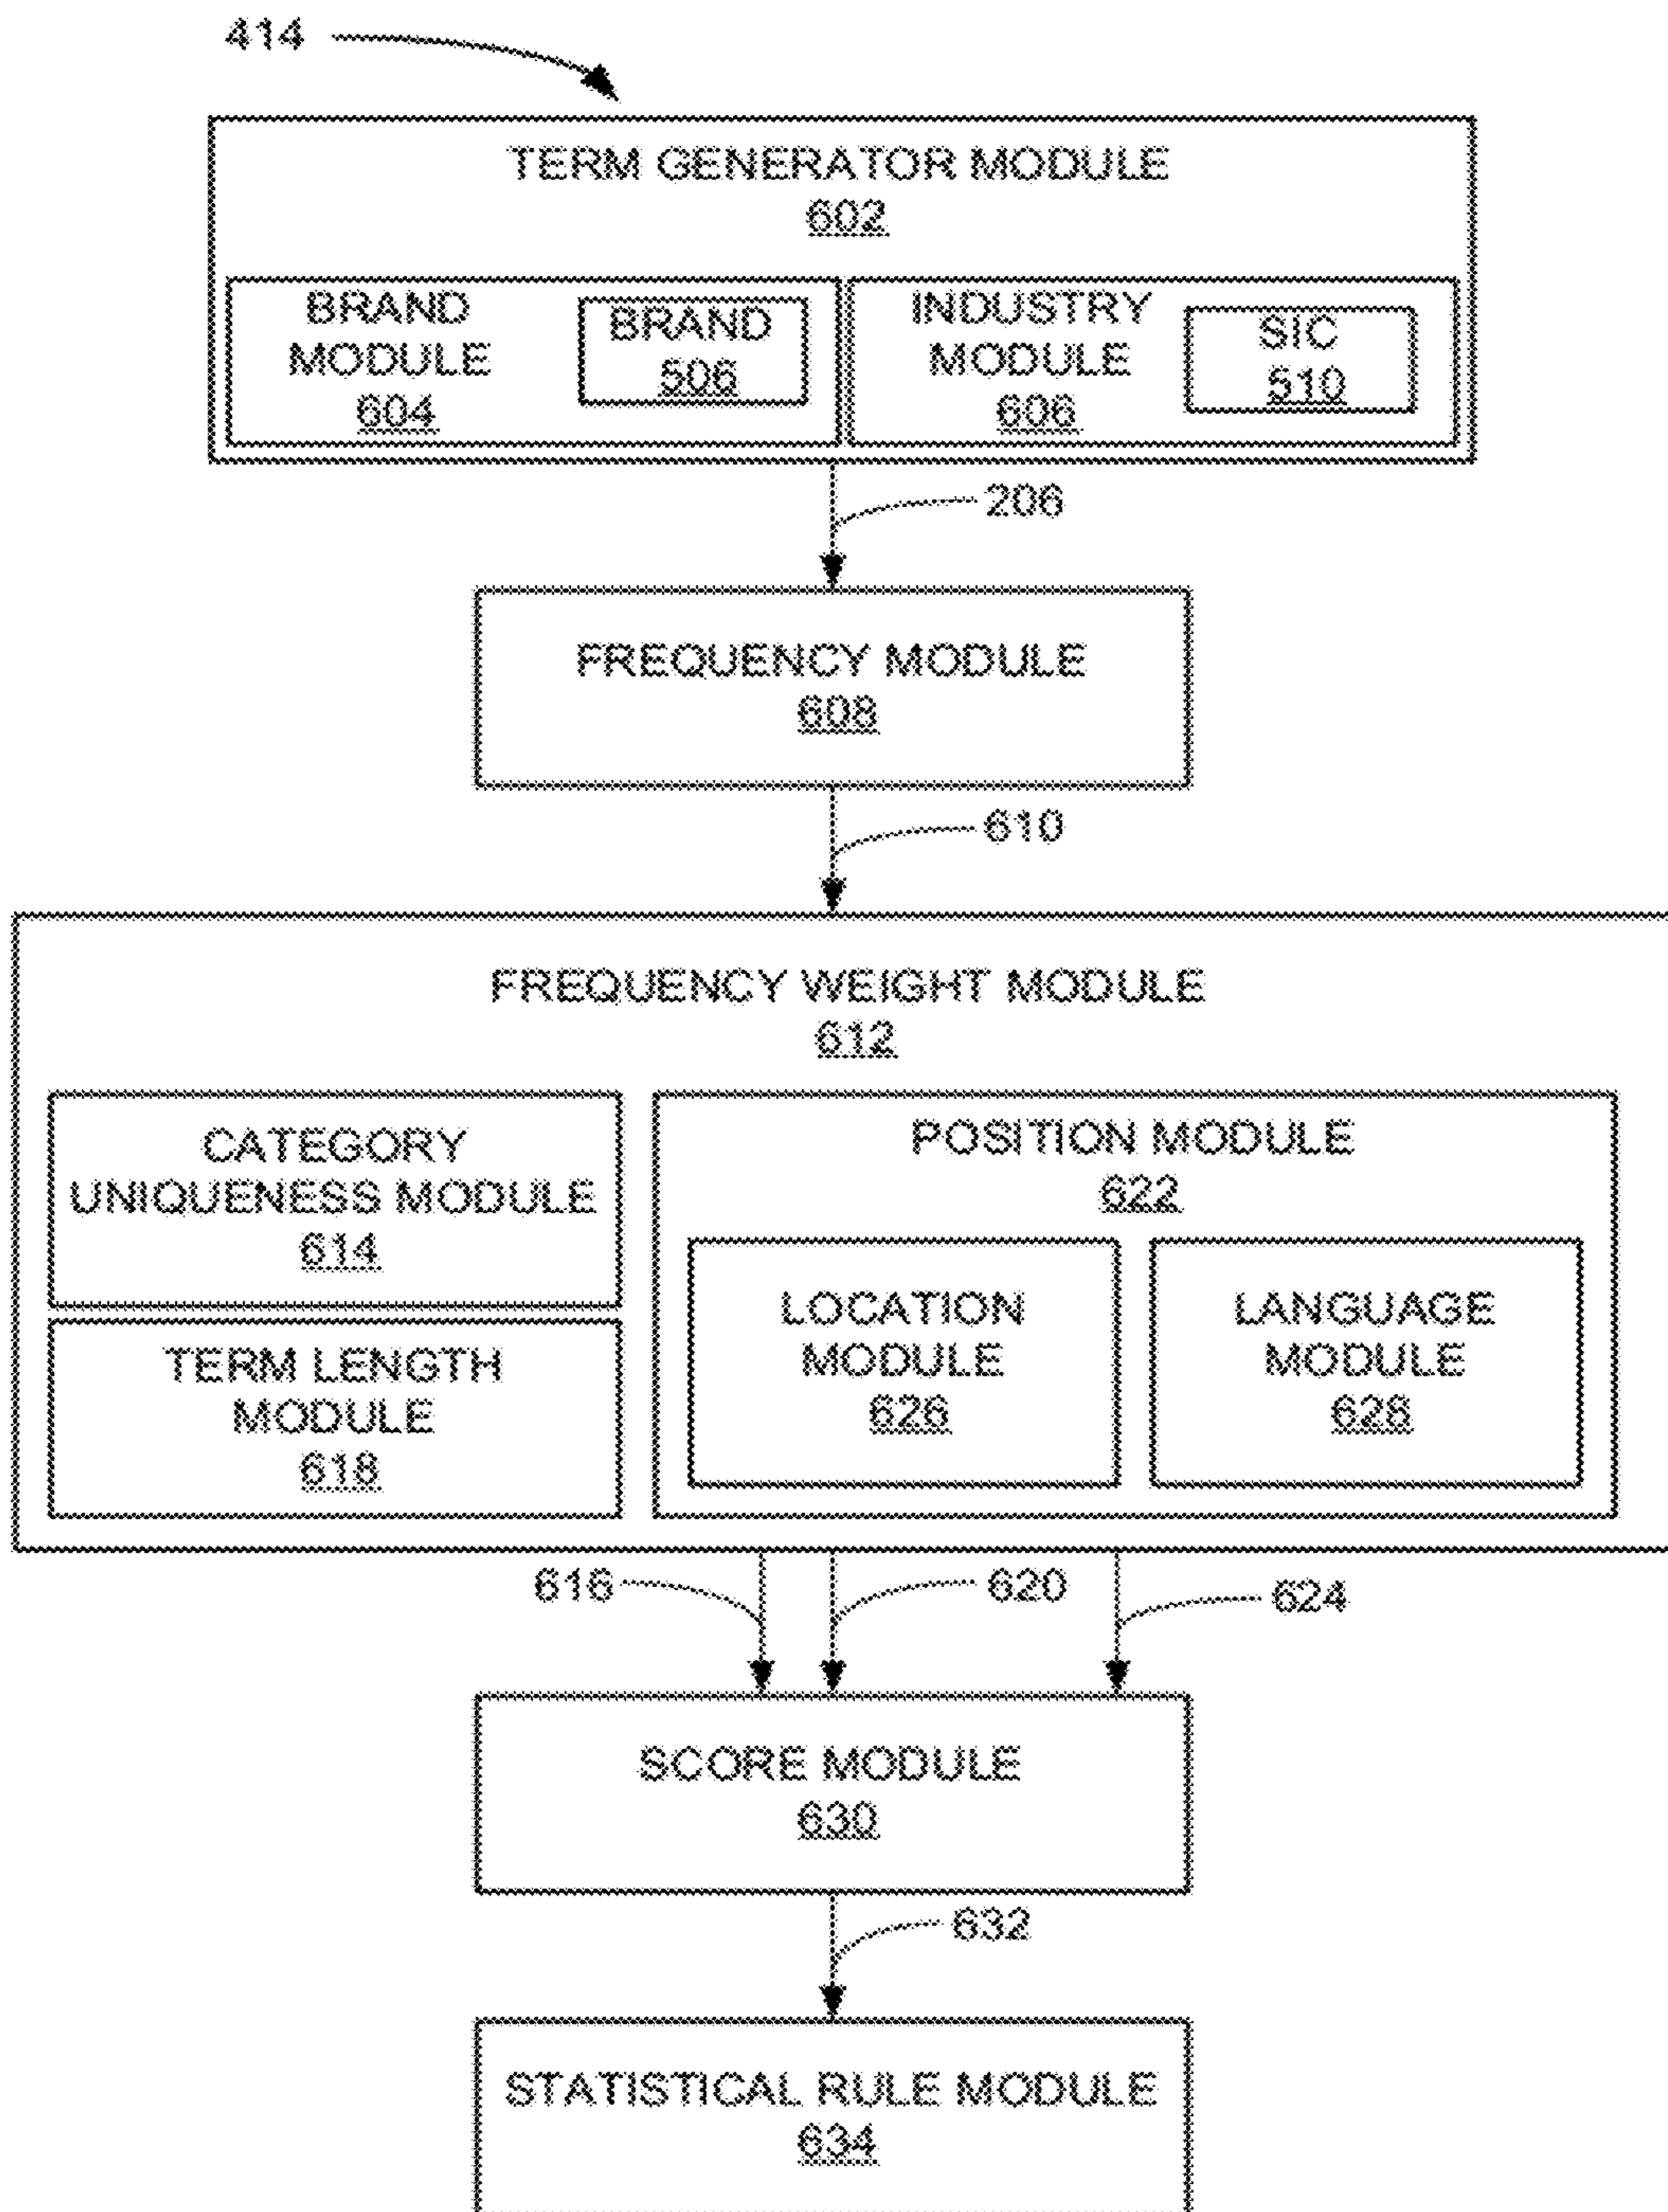 414
TERM GENERATOR MODULE
602
BRAND
MODULE
604
BRAND
506
INDUSTRY
MODULE
606
SIC
510
206
FREQUENCY MODULE
608
610
FREQUENCY WEIGHT MODULE
612
CATEGORY
UNIQUENESS MODULE
614
TERM LENGTH
MODULE
618
POSITION MODULE
622
LOCATION
MODULE
626
LANGUAGE
MODULE
628
616
620
624
SCORE MODULE
630
632
STATISTICAL RULE MODULE
634